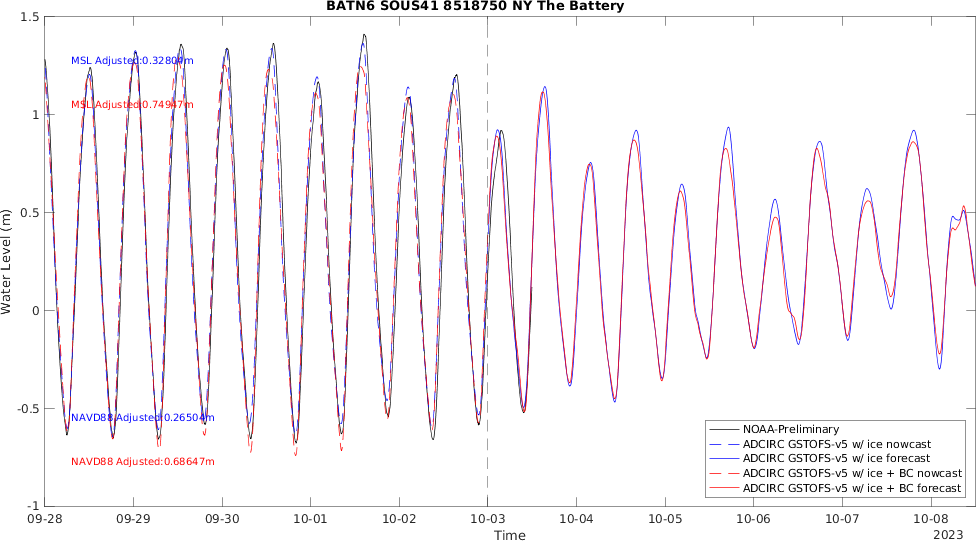 BATN6 SOUS41 8518750 NY The Battery
1.5
1
0.5
0
-0.5
-1
Water Level (m)
MSL Adjusted:0.32804m
MSL Adjusted:0.74947m
NAVD88 Adjusted:0.26504m
NAVD88 Adjusted:0.68647m
NOAA-Preliminary
ADCIRC GSTOFS-v5 w/ ice nowcast
ADCIRC GSTOFS-v5 w/ ice forecast
ADCIRC GSTOFS-v5 w/ ice + BC nowcast
ADCIRC GSTOFS-v5 w/ ice + BC forecast
09-28 09-29 09-30 10-01 10-02 10-03 10-04 10-05 10-06 10-07 10-08
Time
2023